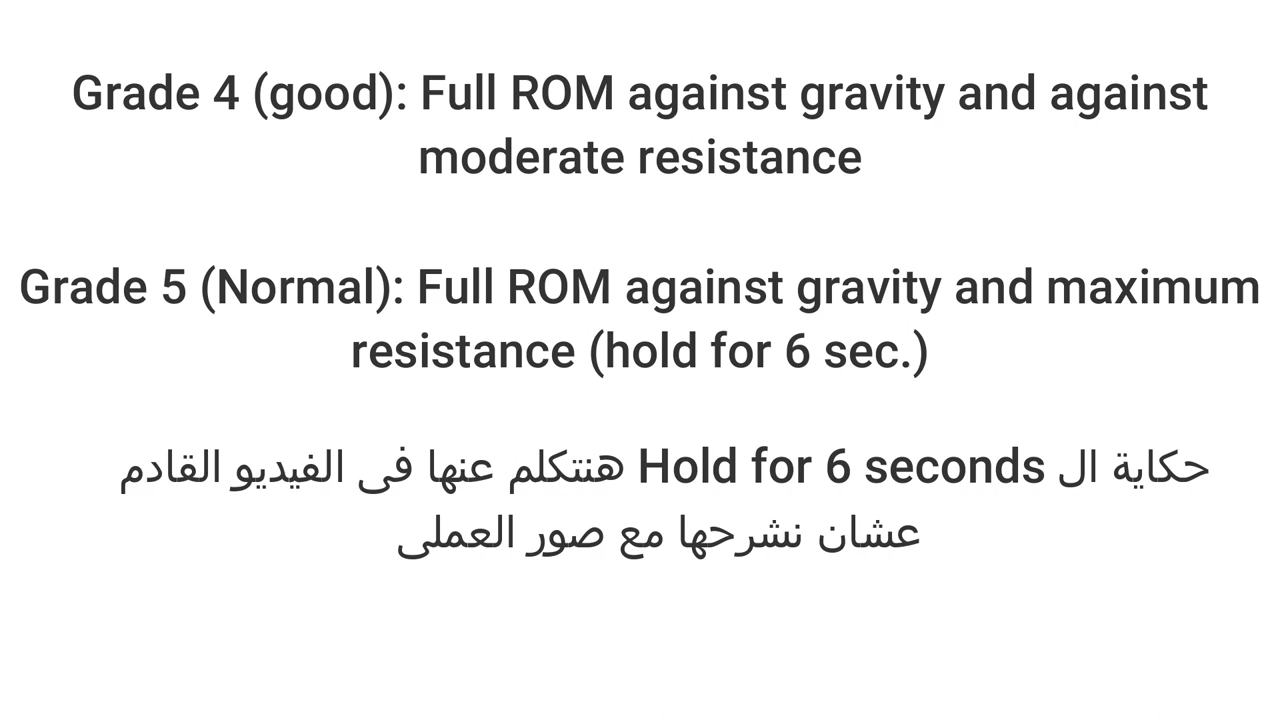 Grade 4 (good): Full ROM against gravity and against
moderate resistance
Grade 5 (Normal): Full ROM against gravity and maximum
resistance (hold for 6 sec.)
حكاية ال Hold for 6 seconds هنتكلم عنها فى الفيديو القادم
عشان نشرحها مع صور العملى